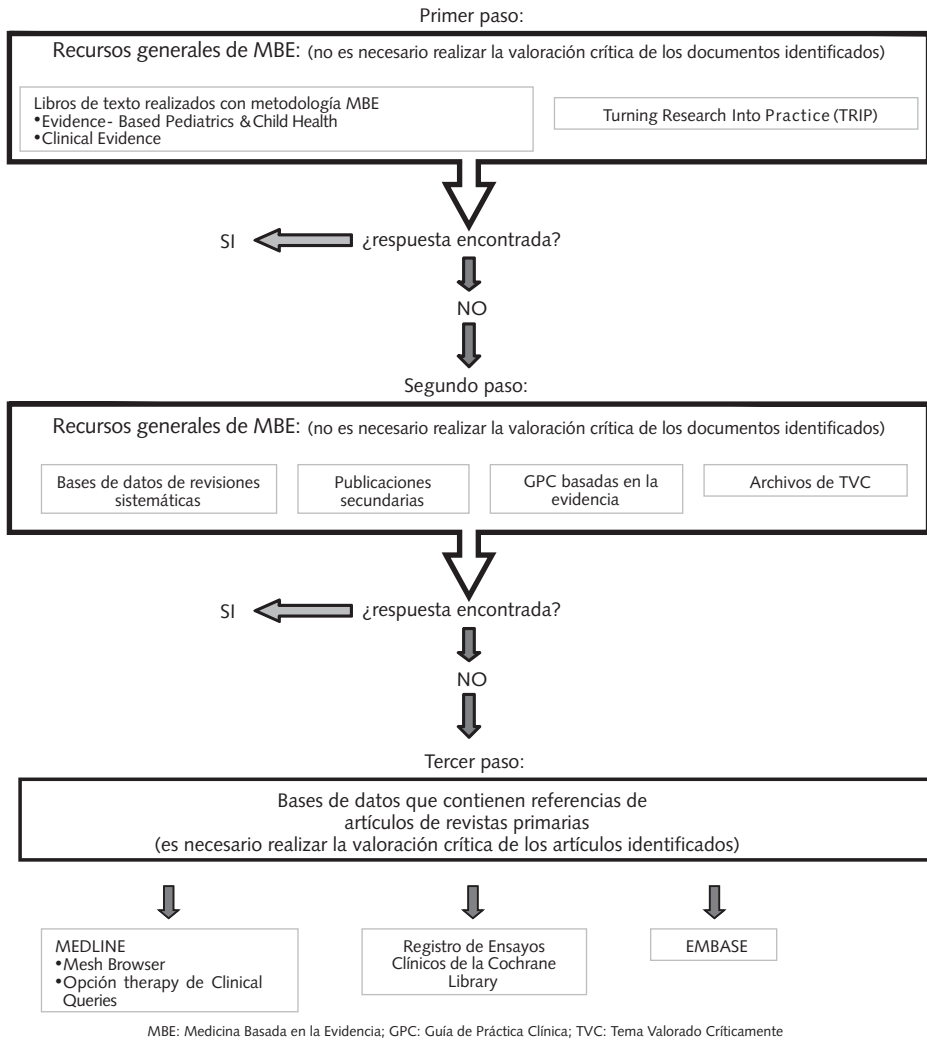 Primer paso:
Recursos generales de MBE: (no es necesario realizar la valoración crítica de los documentos identificados)
Libros de texto realizados con metodología MBE
•Evidence- Based Pediatrics &Child Health
•Clinical Evidence
Turning Research Into Practice (TRIP)
SI
¿respuesta encontrada?
NO
Segundo paso:
Recursos generales de MBE: (no es necesario realizar la valoración crítica de los documentos identificados)
Bases de datos de revisiones
sistemáticas
Publicaciones
secundarias
GPC basadas en la
evidencia
Archivos de TVC
SI
¿respuesta encontrada?
NO
Tercer paso:
Bases de datos que contienen referencias de
artículos de revistas primarias
(es necesario realizar la valoración crítica de los artículos identificados)
MEDLINE
•Mesh Browser
•Opción therapy de Clinical
Queries
Registro de Ensayos
Clínicos de la Cochrane
Library
EMBASE
MBE: Medicina Basada en la Evidencia; GPC: Guía de Práctica Clínica; TVC: Tema Valorado Críticamente